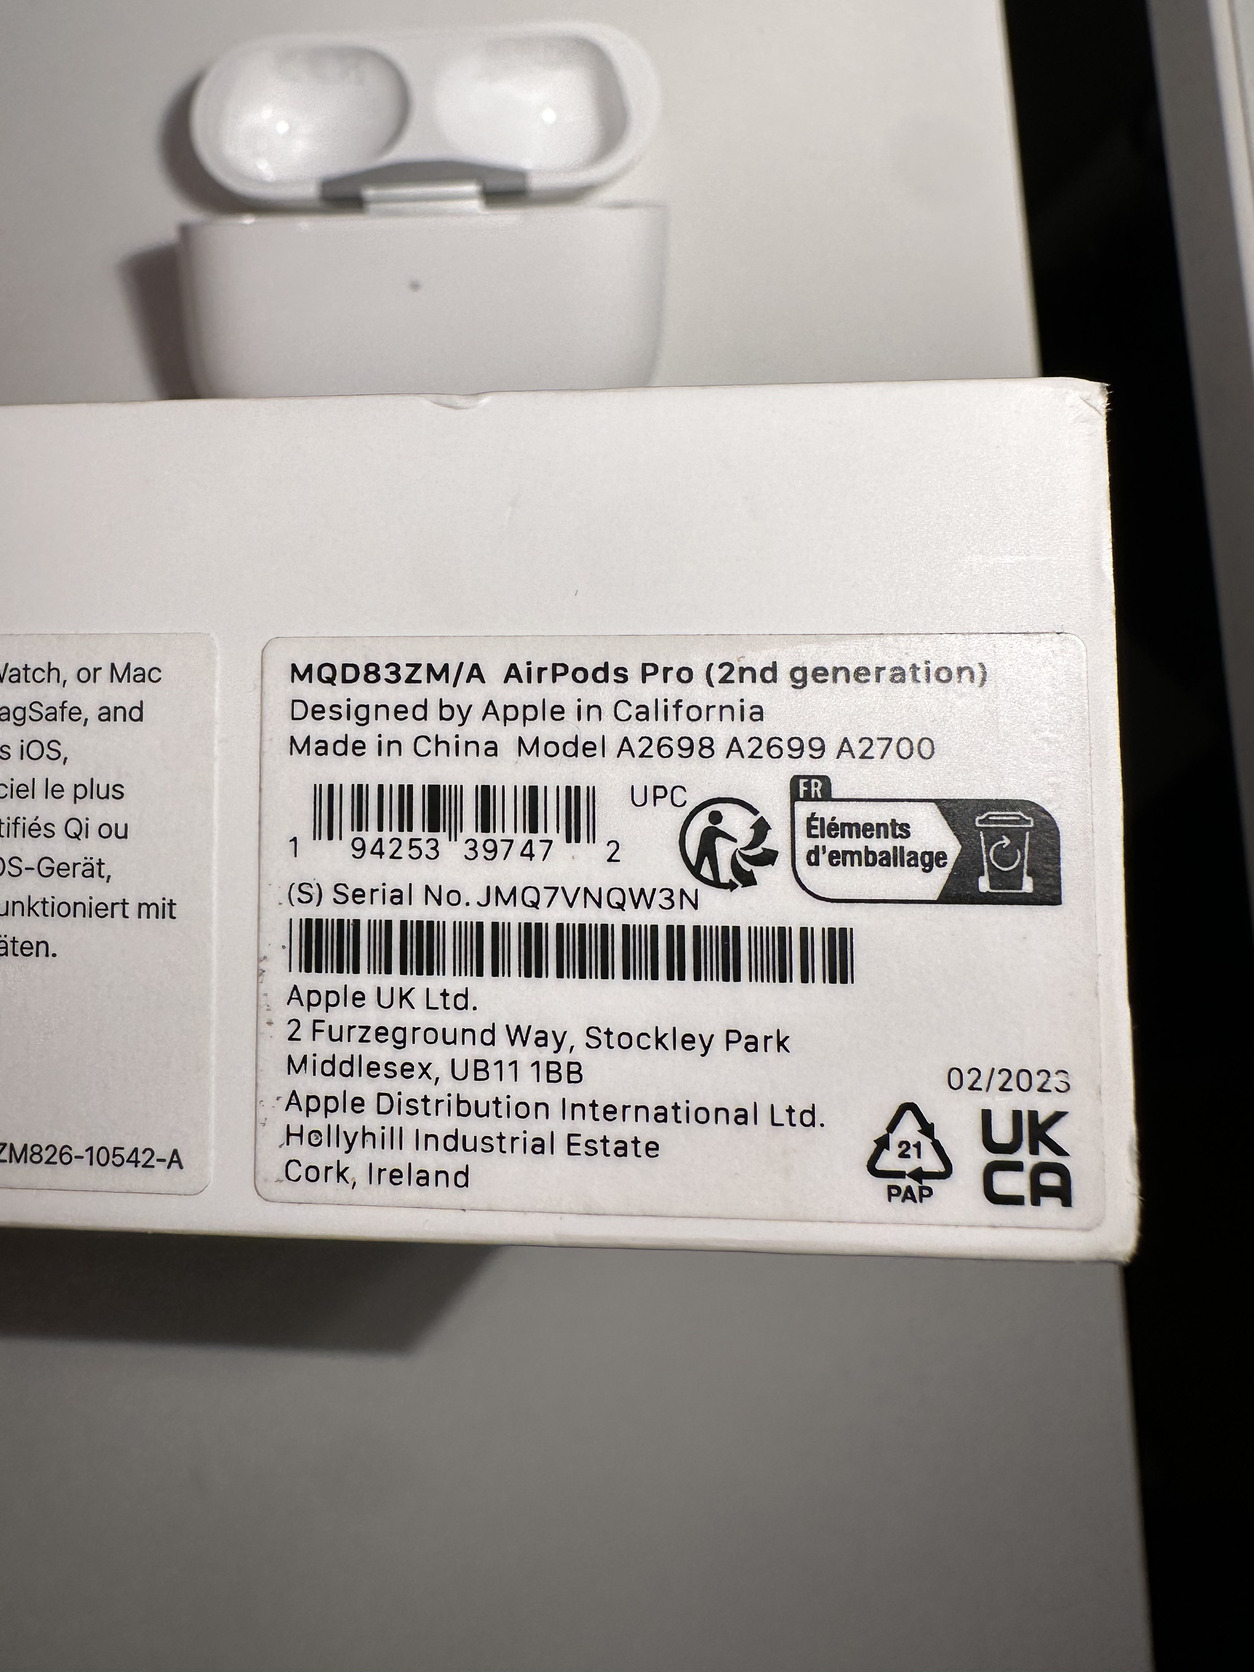 Watch, or Mac
agSafe, and
s iOS,
ciel le plus
tifiés Qi ou
OS-Gerät,
unktioniert mit
äten.
ZM826-10542-A
MQD83ZM/A AirPods Pro (2nd generation)
Designed by Apple in California
Made in China Model A2698 A2699 A2700
UPC
1 94253 39747 2
FR
Éléments
d'emballage
(S) Serial No. JMQ7VNQW3N
Apple UK Ltd.
2 Furzeground Way, Stockley Park
Middlesex, UB11 1BB
Apple Distribution International Ltd.
Hollyhill Industrial Estate
Cork, Ireland
02/2023
21
PAP
UK
CA